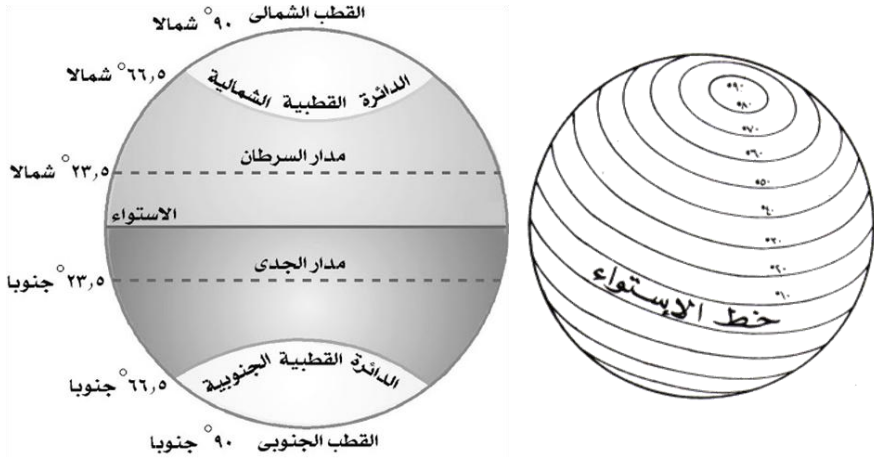 القطب الشمالى
٩٠° شمالا
٦٦,٥° شمالا
الدائرة القطبية الشمالية
مدار السرطان
٢٣,٥° شمالا
الاستواء
مدار الجدى
٢٣,٥° جنوبا
الدائرة القطبية الجنوبية
٦٦,٥° جنوبا
القطب الجنوبى
٩٠° جنوبا
°٩٠
°٨٠
°٧٠
°٦٠
°٥٠
°٤٠
°٣٠
°٢٠
°١٠
خط الإستواء